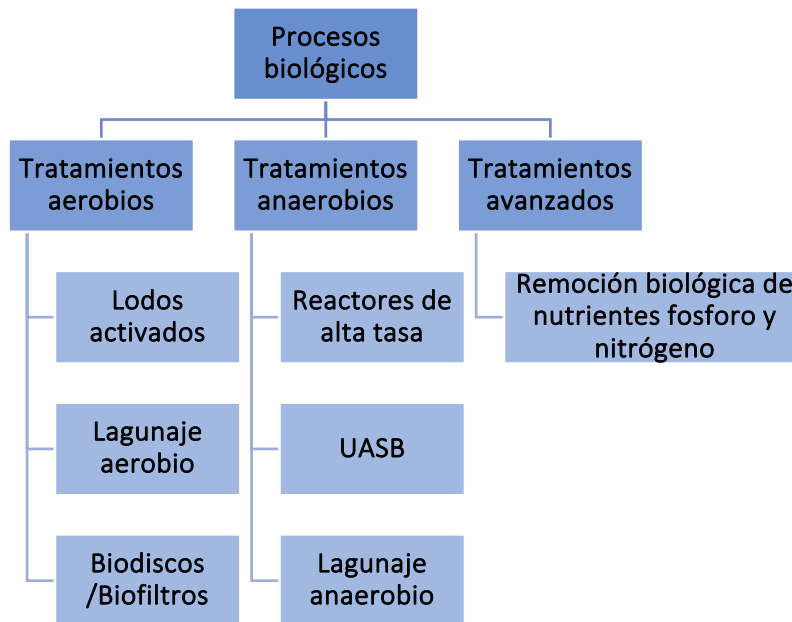 Procesos
biológicos
Tratamientos
aerobios
Tratamientos
anaerobios
Tratamientos
avanzados
Lodos
activados
Reactores de
alta tasa
Remoción biológica de
nutrientes fosforo y
nitrógeno
Lagunaje
aerobio
UASB
Biodiscos
/Biofiltros
Lagunaje
anaerobio